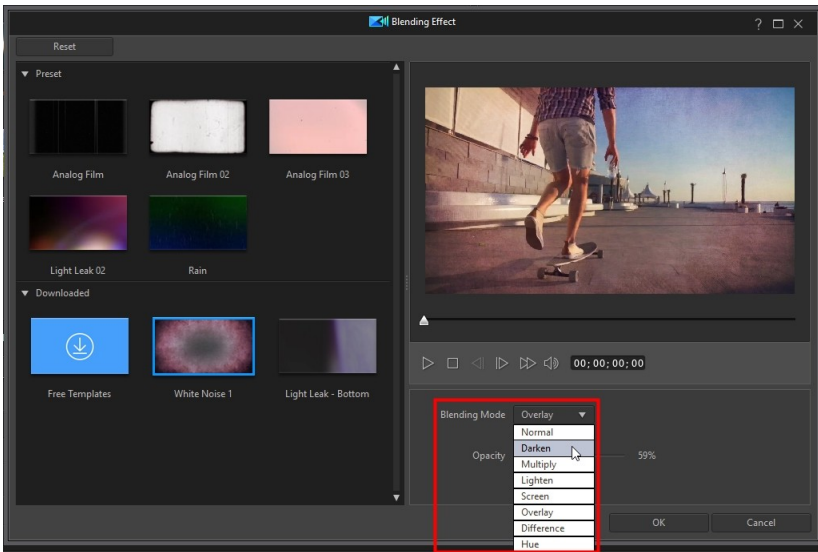 Blending Effect
?
Reset
Preset
Analog Film
Analog Film 02
Analog Film 03
Light Leak 02
Rain
Downloaded
Free Templates
White Noise 1
Light Leak - Bottom
00;00;00;00
Blending Mode
Overlay
Normal
Darken
Multiply
Lighten
Screen
Overlay
Difference
Hue
Opacity
59%
OK
Cancel